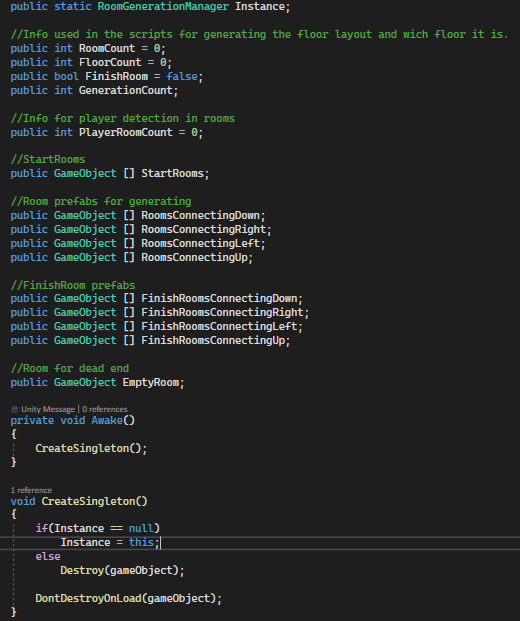 public static RoomGenerationManager Instance;
//Info used in the scripts for generating the floor layout and wich floor it is.
public int RoomCount = 0;
public int FloorCount = 0;
public bool FinishRoom = false;
public int GenerationCount;
//Info for player detection in rooms
public int PlayerRoomCount = 0;
//StartRooms
public GameObject [] StartRooms;
//Room prefabs for generating
public GameObject [] RoomsConnectingDown;
public GameObject [] RoomsConnectingRight;
public GameObject [] RoomsConnectingLeft;
public GameObject [] RoomsConnectingUp;
//FinishRoom prefabs
public GameObject [] FinishRoomsConnectingDown;
public GameObject [] FinishRoomsConnectingRight;
public GameObject [] FinishRoomsConnectingLeft;
public GameObject [] FinishRoomsConnectingUp;
//Room for dead end
public GameObject EmptyRoom;
Unity Message | 0 references
private void Awake()
{
    CreateSingleton();
}
1 reference
void CreateSingleton()
{
    if(Instance == null)
        Instance = this;
    else
        Destroy(gameObject);
    DontDestroyOnLoad(gameObject);
}